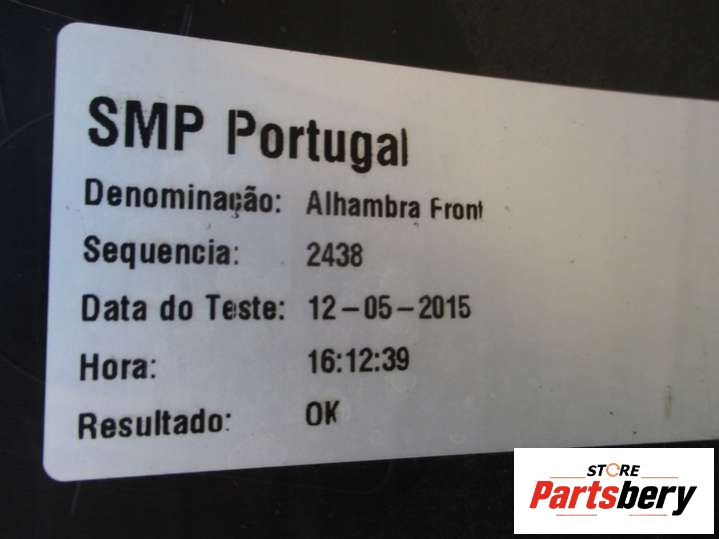 SMP Portugal
Denominação: Alhambra Front
Sequencia: 2438
Data do Teste: 12-05-2015
Hora: 16:12:39
Resultado: OK
STORE
Partsbery